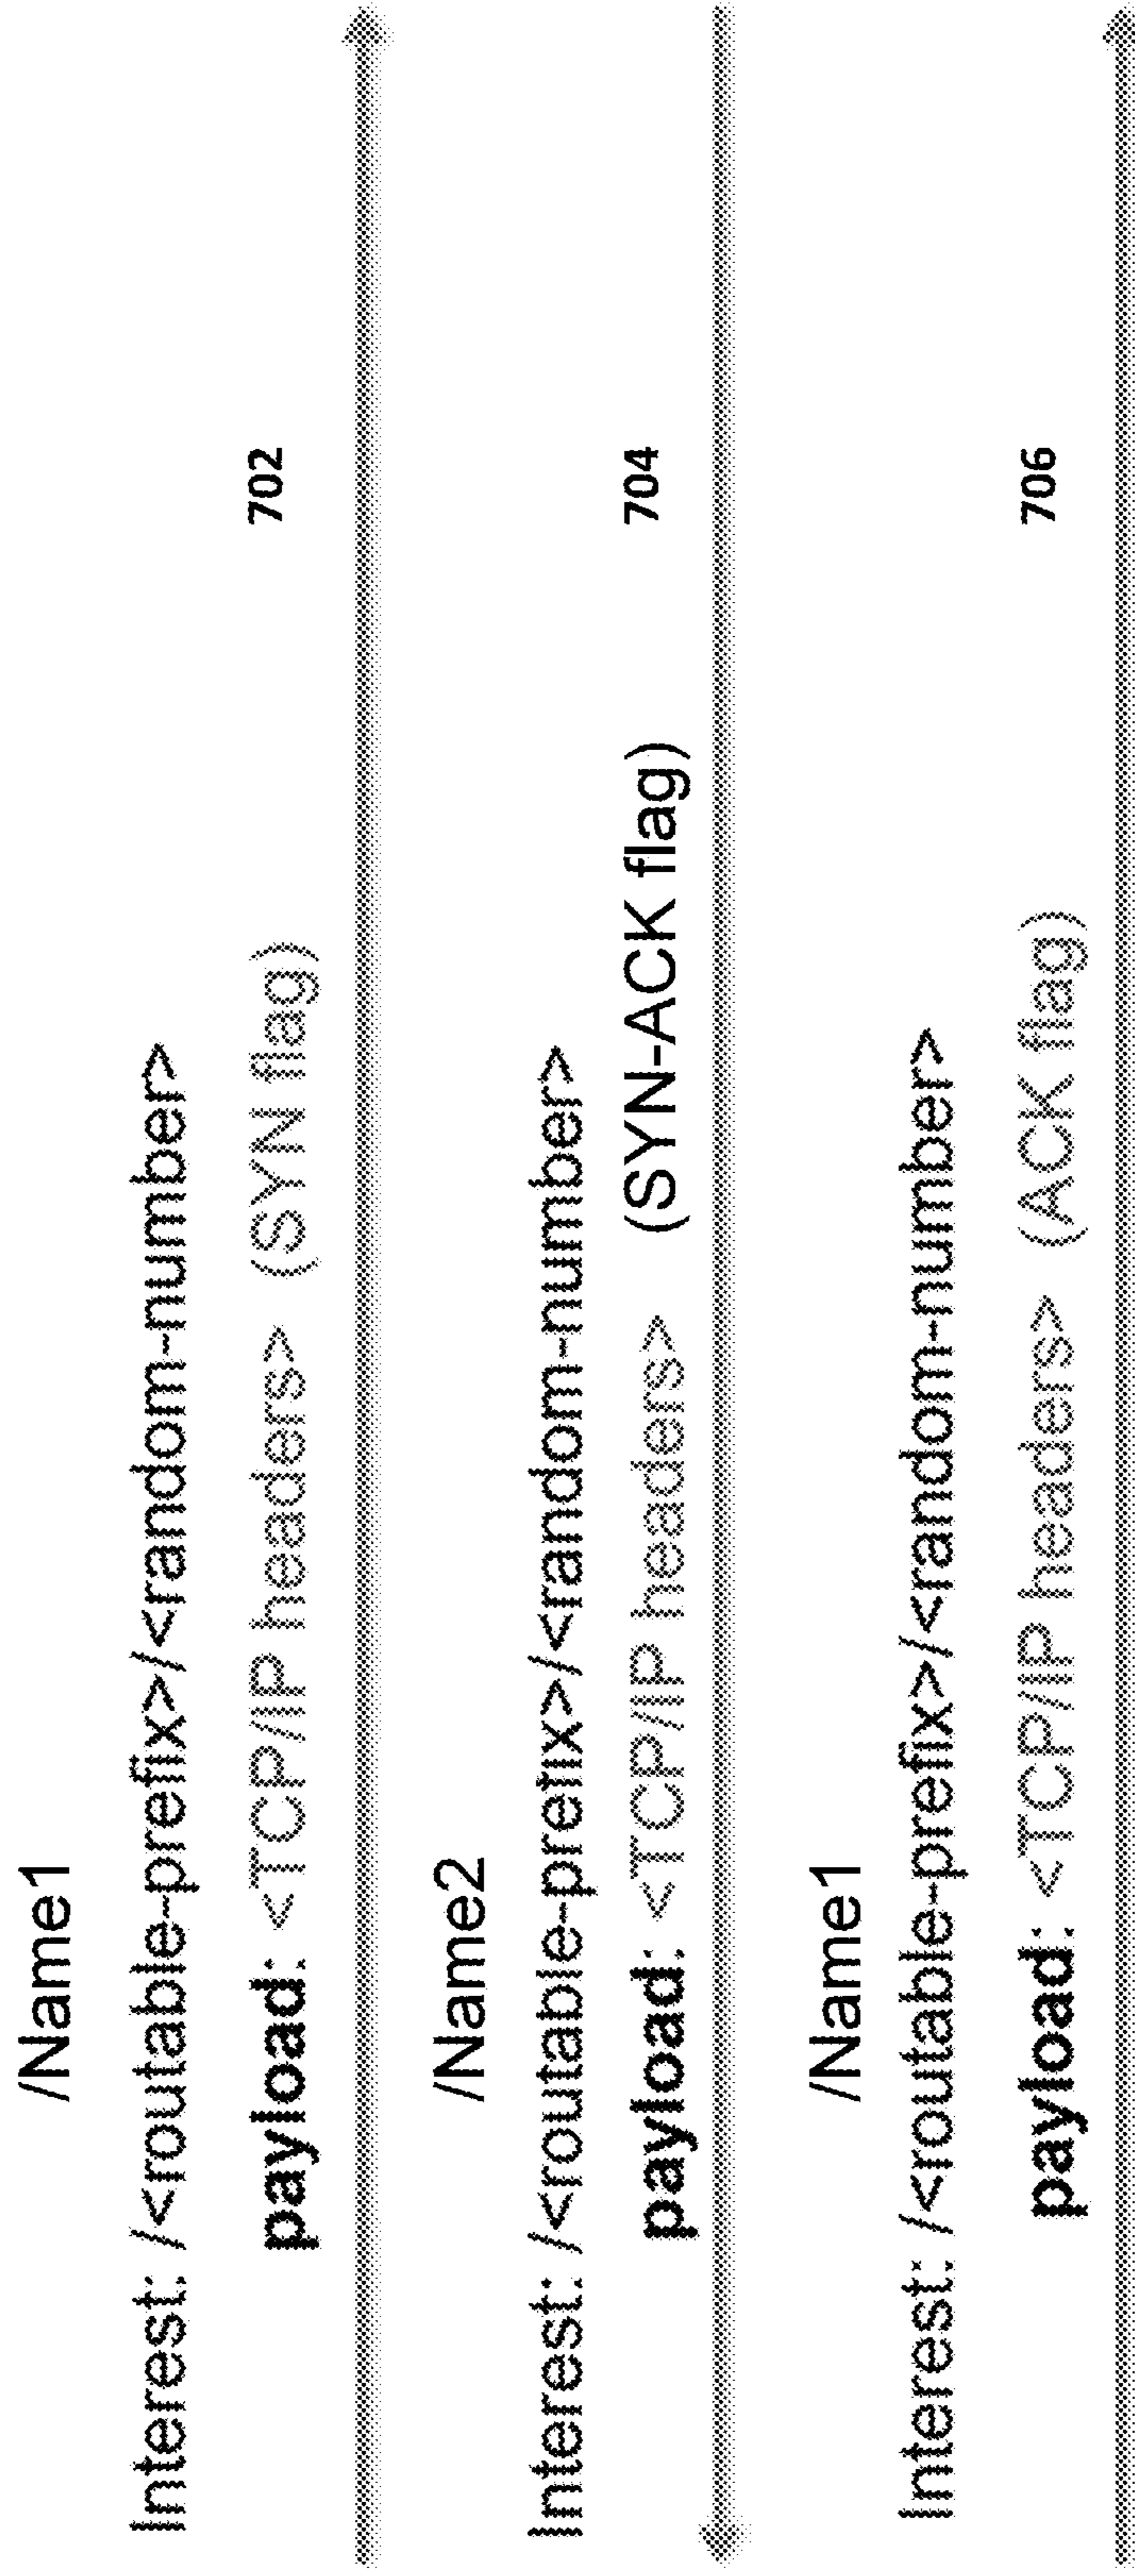 /Name1
Interest: /<routable-prefix>/<random-number>
payload: <TCP/IP headers> (SYN flag)
702
/Name2
Interest: /<routable-prefix>/<random-number>
payload: <TCP/IP headers> (SYN-ACK flag)
704
/Name1
Interest: /<routable-prefix>/<random-number>
payload: <TCP/IP headers> (ACK flag)
706